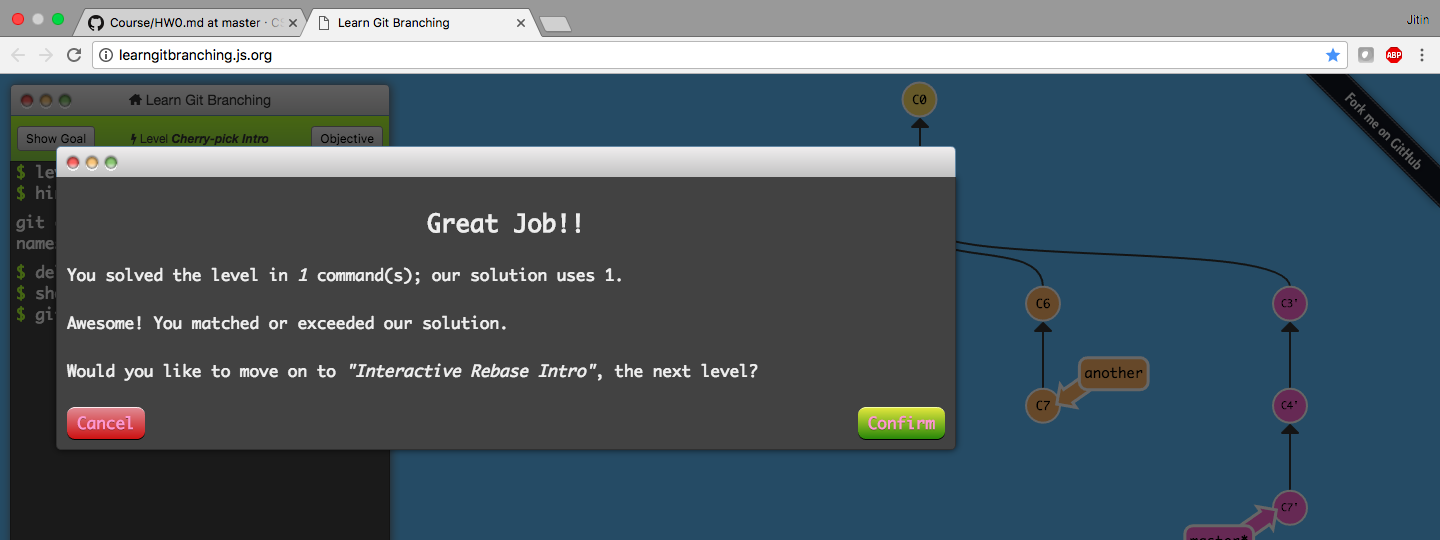 Course/HW0.md at master · CS
Learn Git Branching
Jitin
learngitbranching.js.org
ABP
Learn Git Branching
Show Goal
Level Cherry-pick Intro
Objective
$ le
$ hin
git
name
$ de
$ sh
$ gi
Great Job!!
You solved the level in 1 command(s); our solution uses 1.
Awesome! You matched or exceeded our solution.
Would you like to move on to "Interactive Rebase Intro", the next level?
Cancel
Confirm
C0
Fork me on GitHub
C6
C3'
another
C7
C4'
C7'
master*